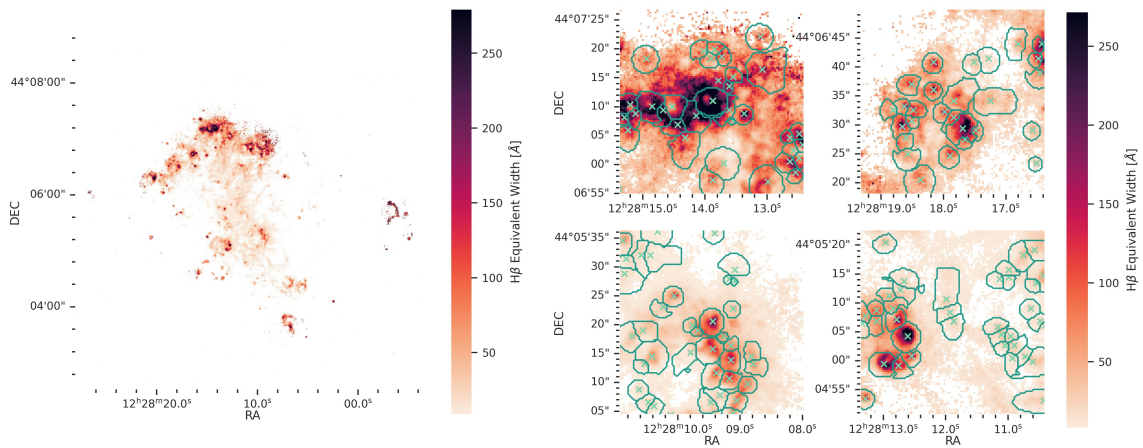 44°08'00"
06'00"
04'00"
DEC
12ʰ28ᵐ20.0ˢ
10.0ˢ
00.0ˢ
RA
250
200
150
100
50
Hβ Equivalent Width [Å]
44°07'25"
20"
15"
10"
05"
00"
06'55"
DEC
12ʰ28ᵐ15.0ˢ
14.0ˢ
13.0ˢ
44°06'45"
40"
35"
30"
25"
20"
12ʰ28ᵐ19.0ˢ
18.0ˢ
17.0ˢ
44°05'35"
30"
25"
20"
15"
10"
05"
DEC
12ʰ28ᵐ10.0ˢ
09.0ˢ
08.0ˢ
RA
44°05'20"
15"
10"
05"
00"
04'55"
12ʰ28ᵐ13.0ˢ
12.0ˢ
11.0ˢ
RA
250
200
150
100
50
Hβ Equivalent Width [Å]